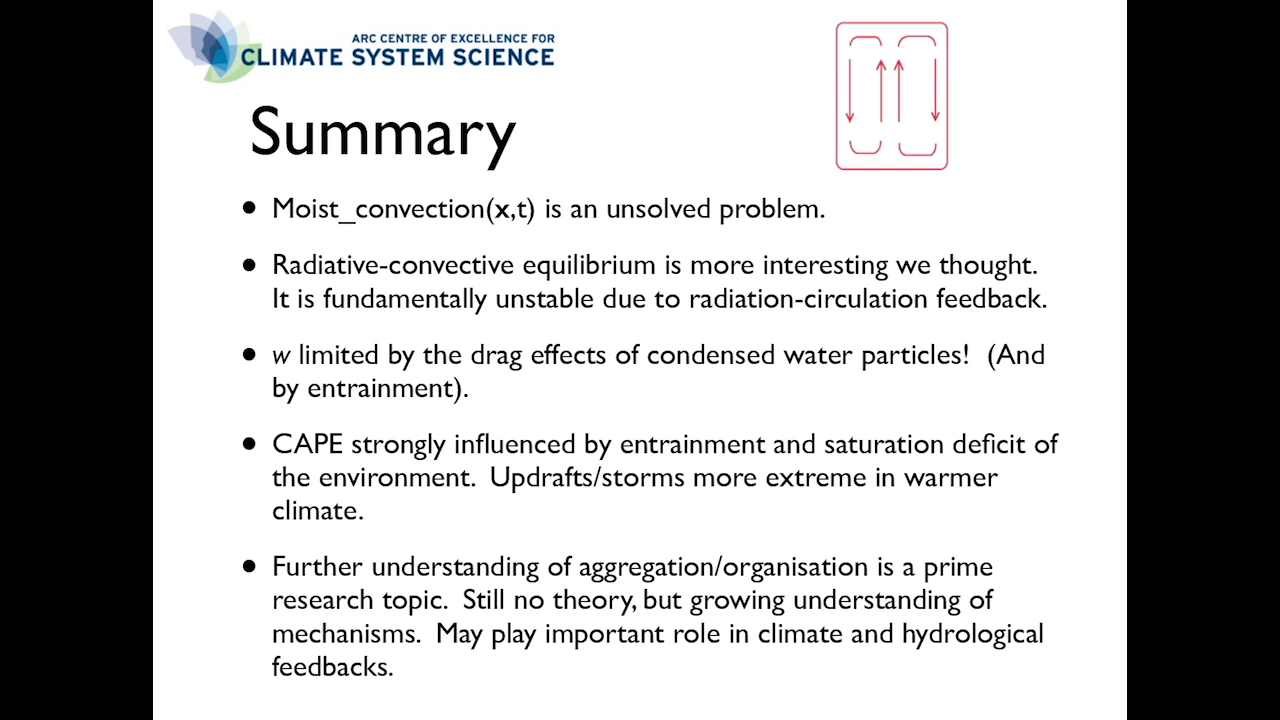 ARC CENTRE OF EXCELLENCE FOR
CLIMATE SYSTEM SCIENCE
Summary
• Moist_convection(x,t) is an unsolved problem.
• Radiative-convective equilibrium is more interesting we thought.
It is fundamentally unstable due to radiation-circulation feedback.
• w limited by the drag effects of condensed water particles! (And
by entrainment).
• CAPE strongly influenced by entrainment and saturation deficit of
the environment. Updrafts/storms more extreme in warmer
climate.
• Further understanding of aggregation/organisation is a prime
research topic. Still no theory, but growing understanding of
mechanisms. May play important role in climate and hydrological
feedbacks.